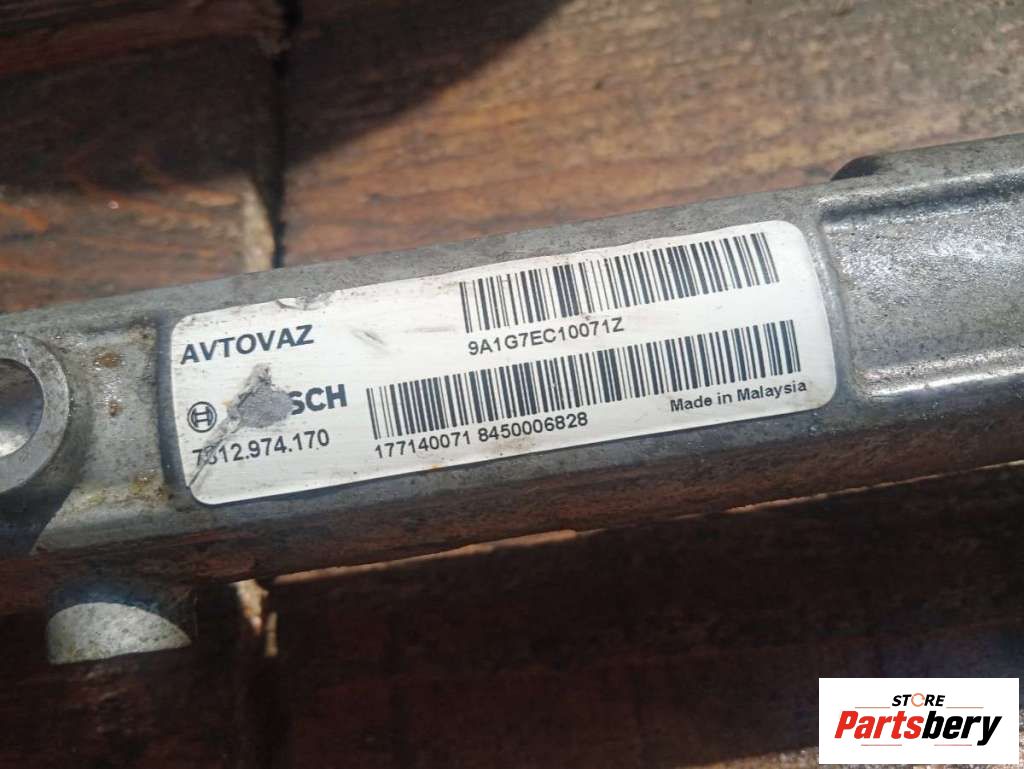 AVTOVAZ
9A1G7EC10071Z
177140071 8450006828
Made in Malaysia
STORE
Partsbery